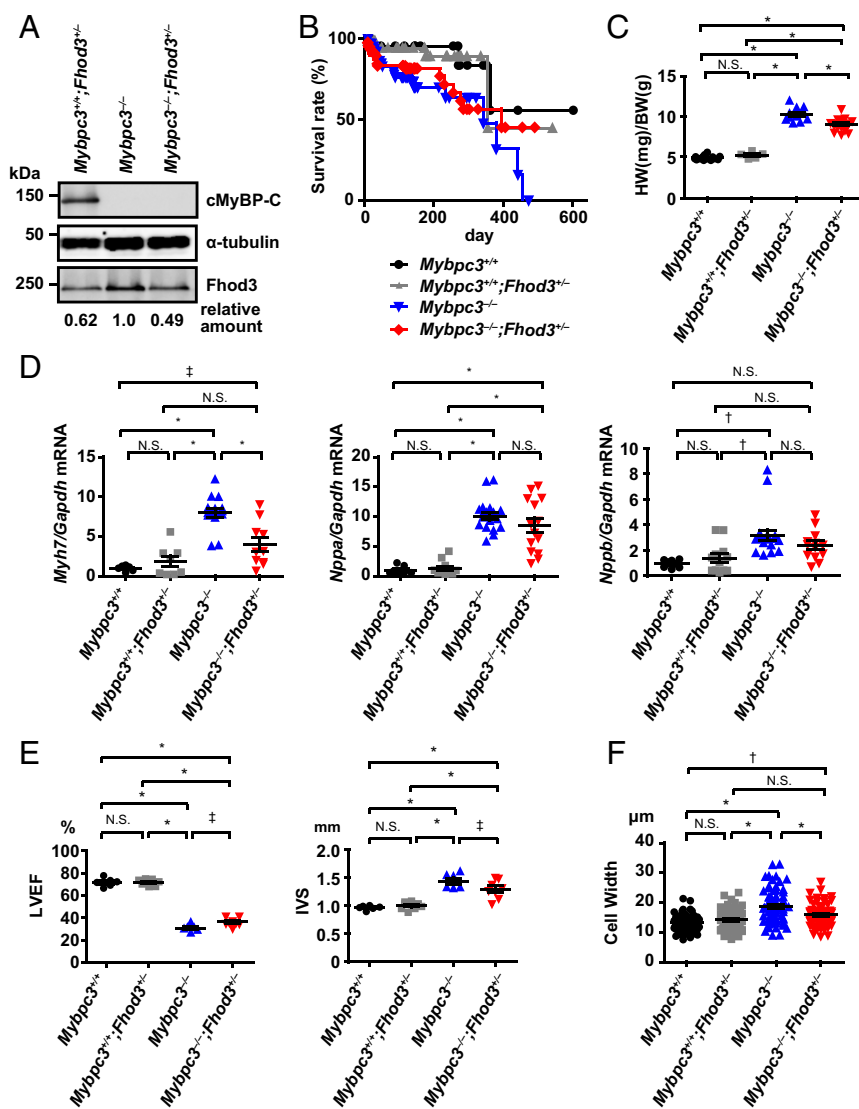 A
Mybpc3+/+;Fhod3+/−
Mybpc3−/−
Mybpc3−/−;Fhod3+/−
kDa
150
cMyBP-C
50
α-tubulin
250
Fhod3
0.62 1.0 0.49
relative
amount
B
Survival rate (%)
100
50
0
0 200 400 600
day
Mybpc3+/+
Mybpc3+/+;Fhod3+/−
Mybpc3−/−
Mybpc3−/−;Fhod3+/−
C
*
*
*
N.S. * *
HW(mg)/BW(g)
15
10
5
0
Mybpc3+/+
Mybpc3+/+;Fhod3+/−
Mybpc3−/−
Mybpc3−/−;Fhod3+/−
D
‡
N.S.
*
N.S. * *
Myh7/Gapdh mRNA
15
10
5
0
Mybpc3+/+
Mybpc3+/+;Fhod3+/−
Mybpc3−/−
Mybpc3−/−;Fhod3+/−
*
*
*
N.S. * N.S.
Nppa/Gapdh mRNA
20
15
10
5
0
Mybpc3+/+
Mybpc3+/+;Fhod3+/−
Mybpc3−/−
Mybpc3−/−;Fhod3+/−
N.S.
N.S.
†
N.S. † N.S.
Nppb/Gapdh mRNA
10
8
6
4
2
0
Mybpc3+/+
Mybpc3+/+;Fhod3+/−
Mybpc3−/−
Mybpc3−/−;Fhod3+/−
E
*
*
*
N.S. * ‡
%
LVEF
100
80
60
40
20
0
Mybpc3+/+
Mybpc3+/+;Fhod3+/−
Mybpc3−/−
Mybpc3−/−;Fhod3+/−
*
*
*
N.S. * ‡
mm
IVS
2.0
1.5
1.0
0.5
0
Mybpc3+/+
Mybpc3+/+;Fhod3+/−
Mybpc3−/−
Mybpc3−/−;Fhod3+/−
F
†
N.S.
*
N.S. * *
μm
Cell Width
40
30
20
10
0
Mybpc3+/+
Mybpc3+/+;Fhod3+/−
Mybpc3−/−
Mybpc3−/−;Fhod3+/−